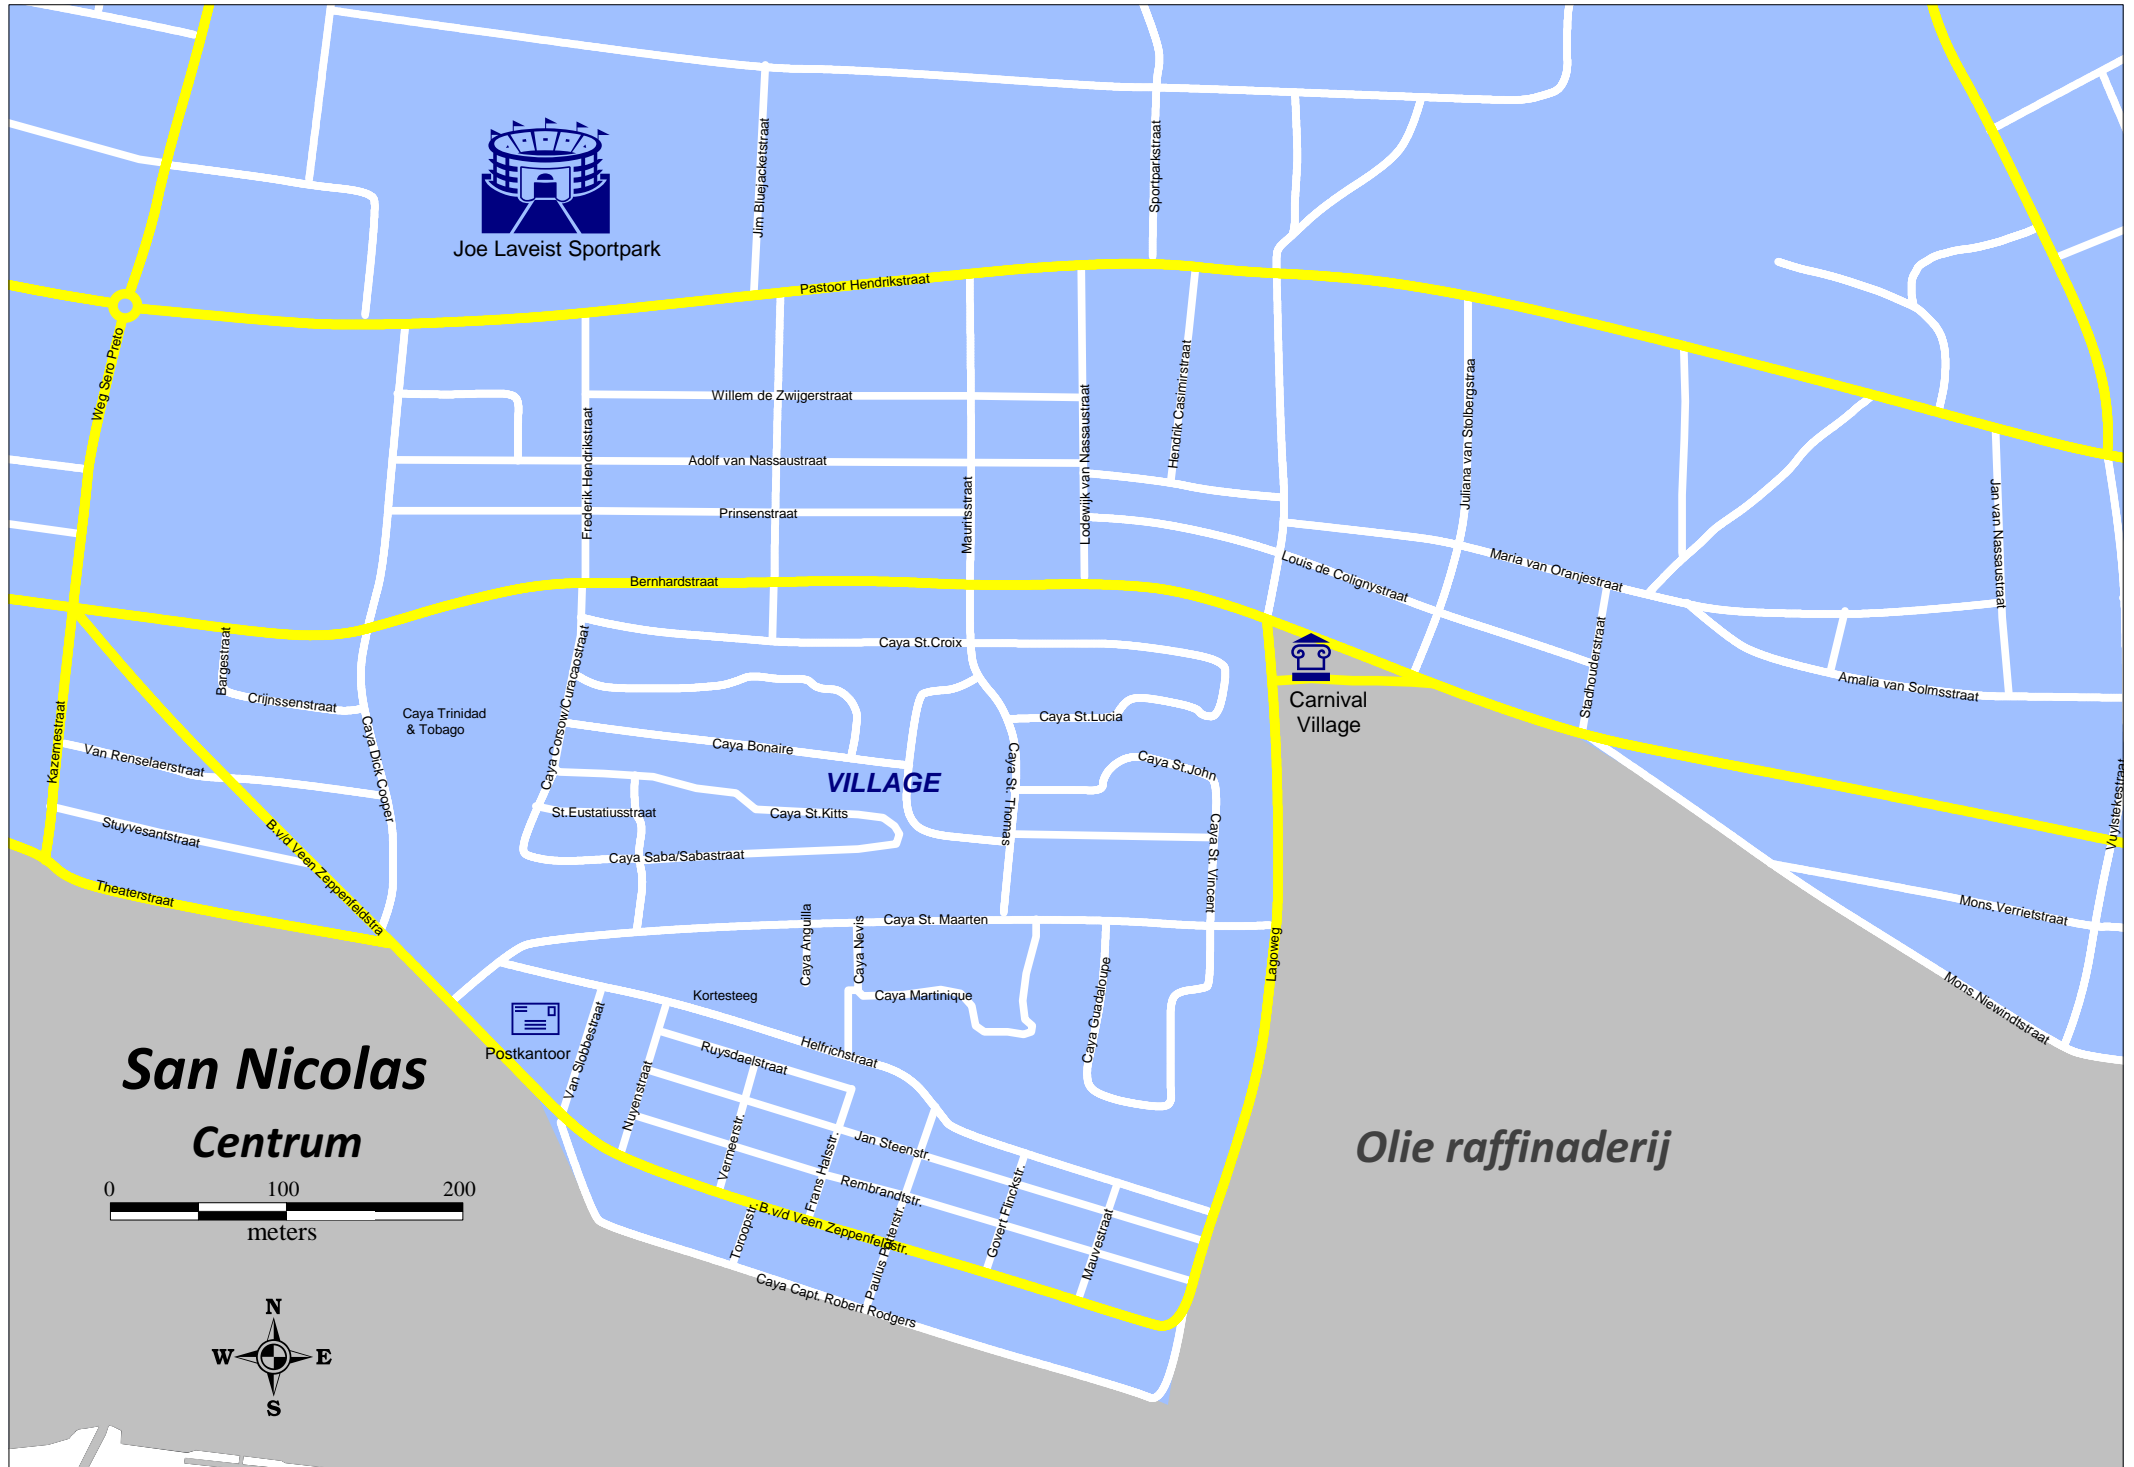 Jim Bluejacketstraat
Sportparkstraat
Joe Laveist Sportpark
Pastoor Hendrikstraat
Weg Sero Preto
Willem de Zwijgerstraat
Frederik Hendrikstraat
Adolf van Nassaustraat
Prinsenstraat
Mauritsstraat
Lodewijk van Nassaustraat
Hendrik Casimirstraat
Juliana van Stolbergstraa
Jan van Nassaustraat
Louis de Colignystraat
Maria van Oranjestraat
Bernhardstraat
Bargestraat
Crijnssenstraat
Caya St.Croix
Stadhouderstraat
Amalia van Solmsstraat
Carnival
Village
Caya Trinidad
& Tobago
Caya Dick Cooper
Caya Corsow/Curacaostraat
Caya St.Lucia
Caya Bonaire
Kazernestraat
Van Renselaerstraat
VILLAGE
Caya St. Thomas
Caya St.John
Vuylstekestraat
St.Eustatiusstraat
Caya St.Kitts
Stuyvesantstraat
B.v/d Veen Zeppenfeldstra
Caya Saba/Sabastraat
Caya St. Vincent
Theaterstraat
Caya St. Maarten
Mons.Verrietstraat
Caya Anguilla
Caya Nevis
Lagoweg
Kortesteeg
Caya Martinique
Caya Guadaloupe
Mons.Niewindtstraat
Postkantoor
Van Slobbestraat
Helfrichstraat
Ruysdaelstraat
San Nicolas
Centrum
Nuyenstraat
Vermeerstr.
Frans Halsstr.
Jan Steenstr.
Olie raffinaderij
Rembrandtstr.
Govert Flinckstr.
Mauvestraat
Toroopstr.
B.v/d Veen Zeppenfeldstr.
Paulus Potterstr.
Caya Capt. Robert Rodgers
0 100 200
meters
N
W E
S